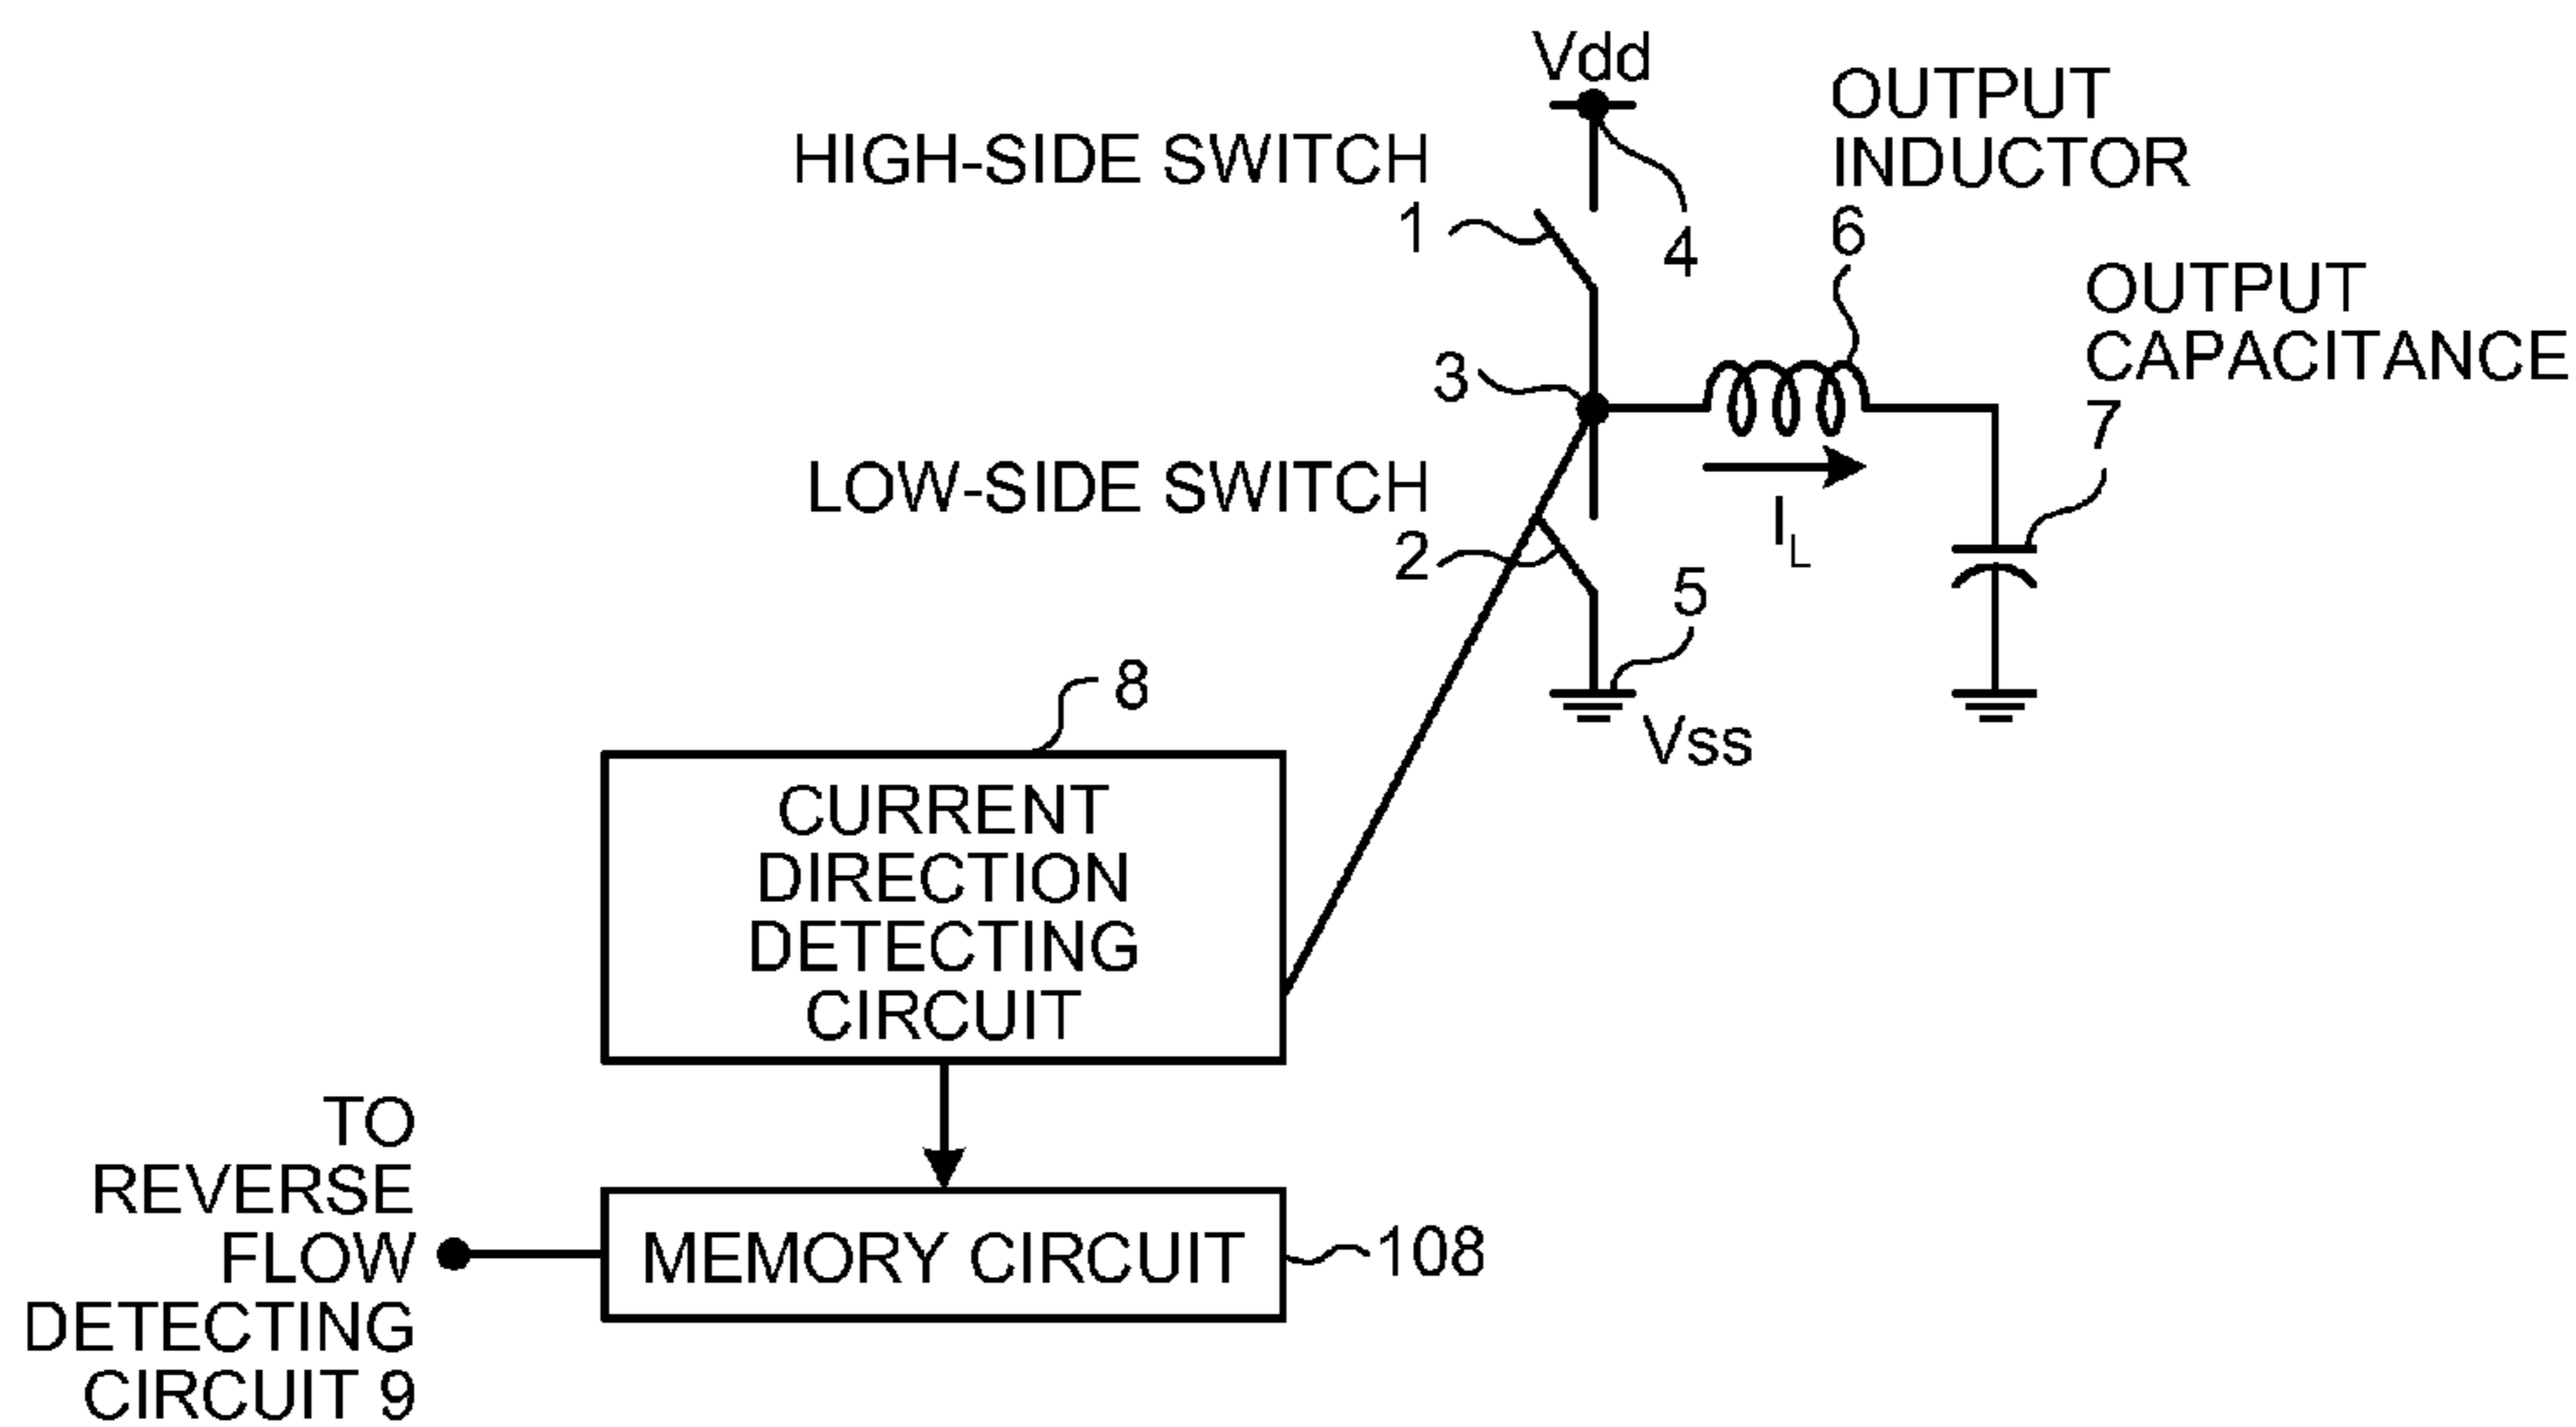 Vdd
HIGH-SIDE SWITCH
1
4
OUTPUT
INDUCTOR
6
OUTPUT
CAPACITANCE
7
3
LOW-SIDE SWITCH
2
I_L
5
Vss
8
CURRENT
DIRECTION
DETECTING
CIRCUIT
TO
REVERSE
FLOW
DETECTING
CIRCUIT 9
MEMORY CIRCUIT
108